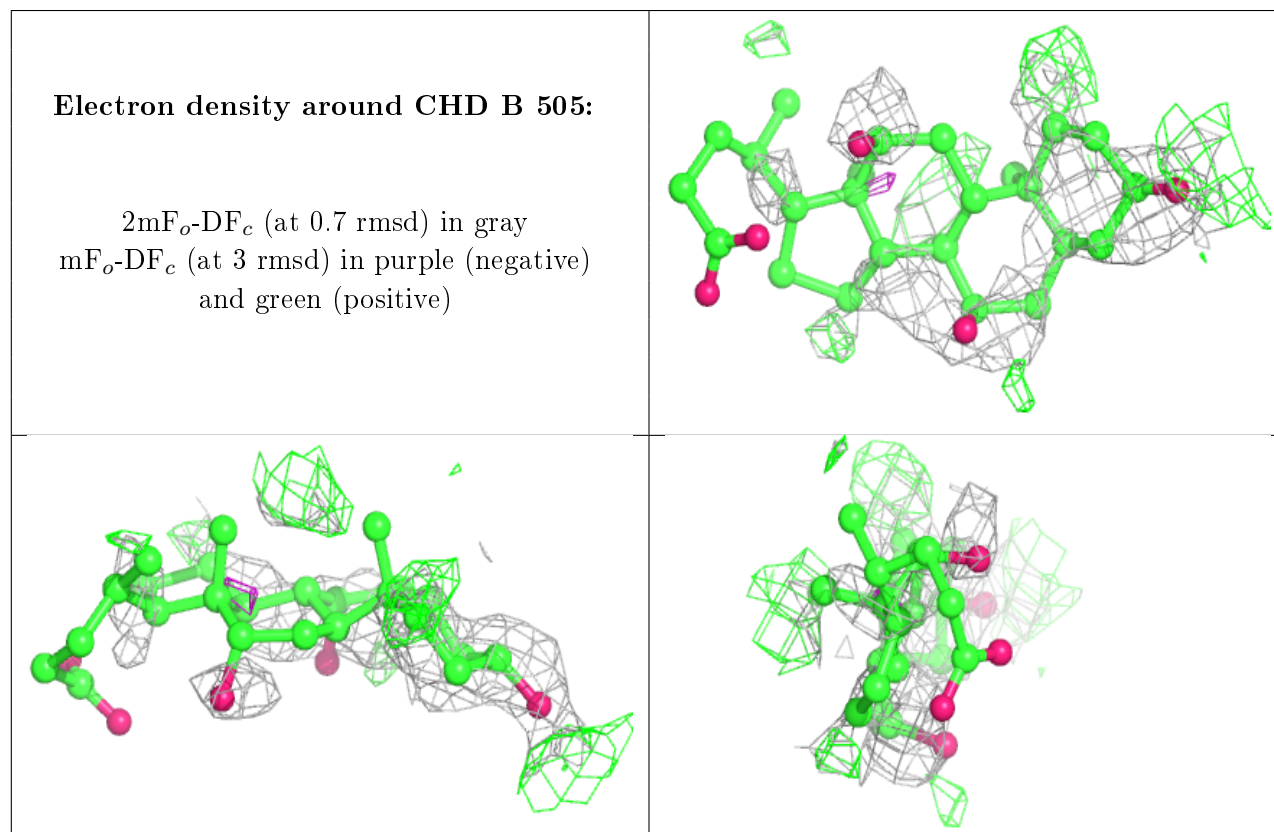 Electron density around CHD B 505:
2mFo-DFc (at 0.7 rmsd) in gray
mFo-DFc (at 3 rmsd) in purple (negative)
and green (positive)